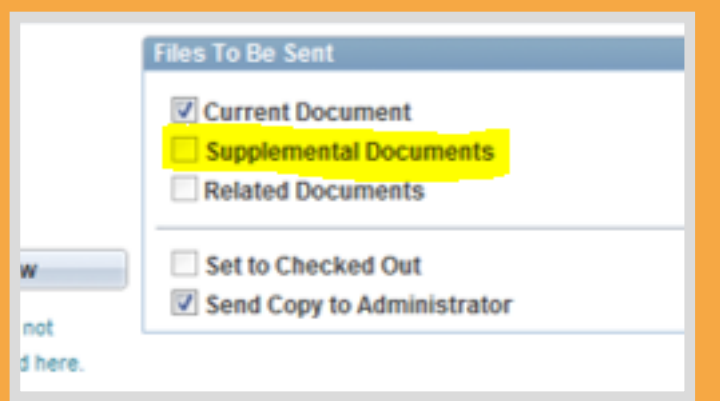 Files To Be Sent
Current Document
Supplemental Documents
Related Documents
Set to Checked Out
Send Copy to Administrator
w
not
d here.